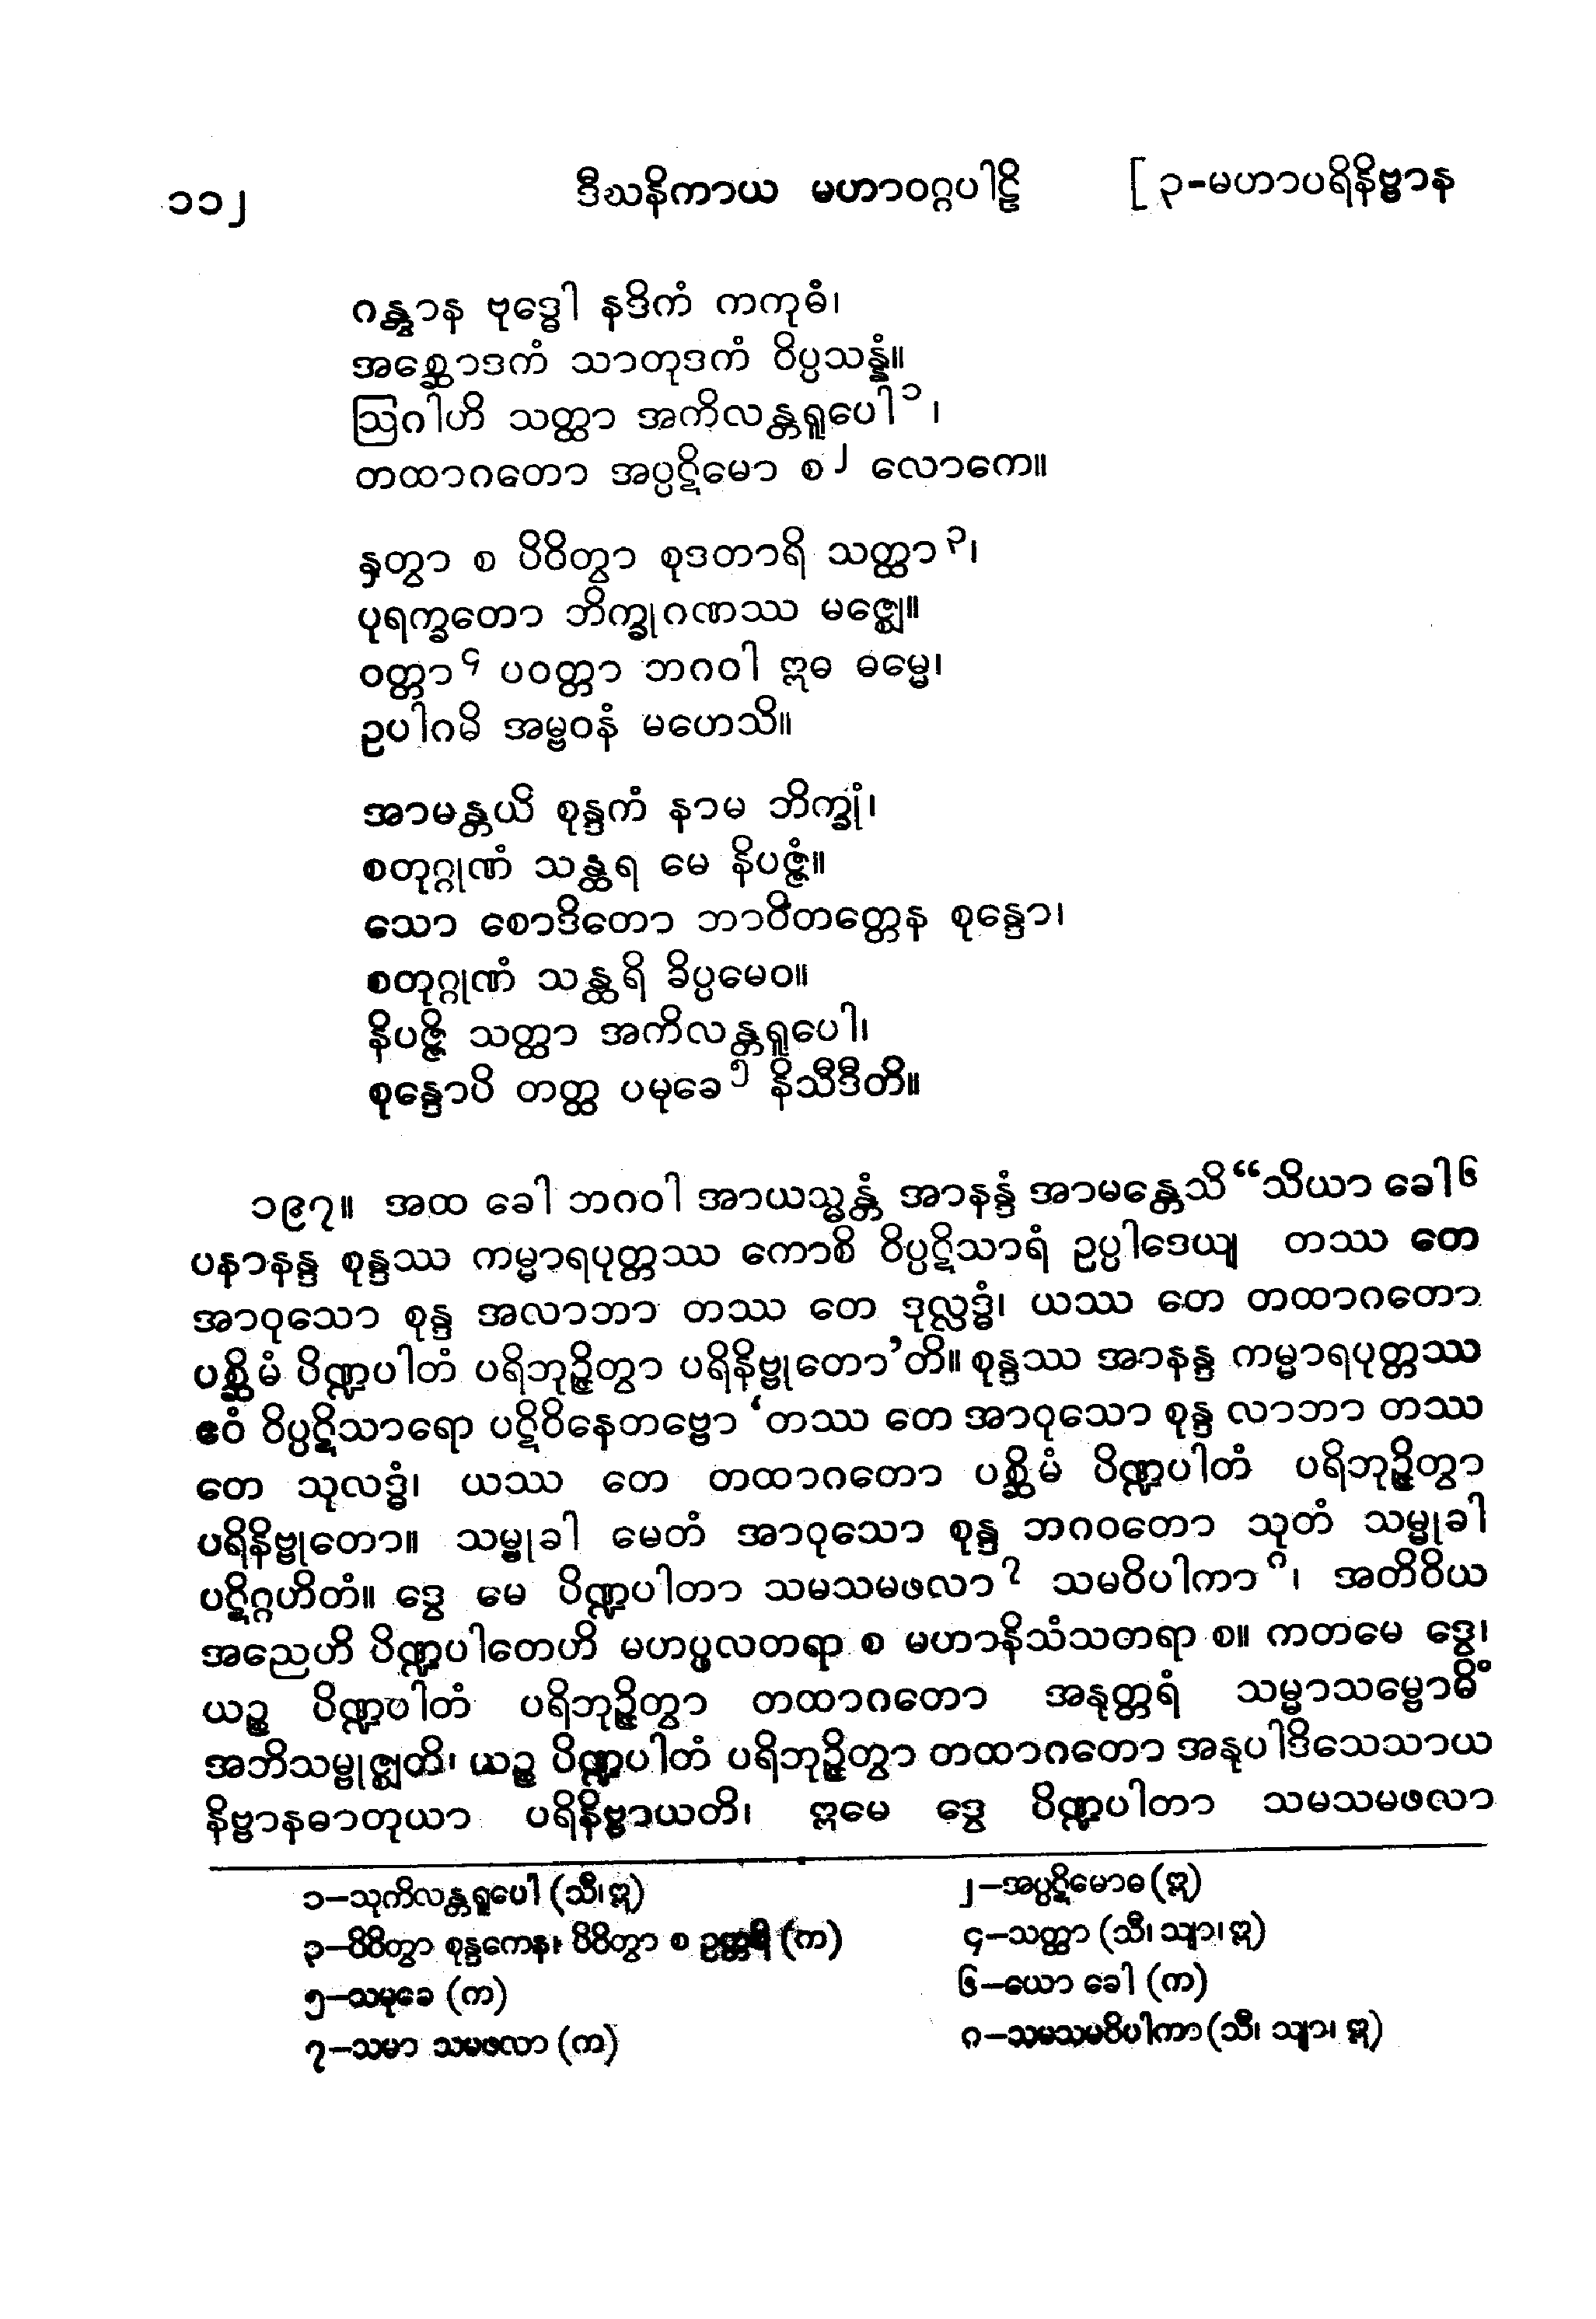 ၁၁၂ ဒီဃနိကာယ မဟာဝဂ္ဂပါဠိ [ ၃-မဟာပရိနိဗ္ဗာန
ဂန္တွာန ဗုဒ္ဓေါ နဒိကံ ကကုဓံ၊
အစ္ဆောဒကံ သာတုဒကံ ဝိပ္ပသန္နံ။
ဩဂါဟိ သတ္ထာ အကိလန္တရူပေါ၁၊
တထာဂတော အပ္ပဋိမော စ၂ လောကေ။
နှတွာ စ ပိဝိတွာ စုဒတာရိ သတ္ထာ၃၊
ပုရက္ခတော ဘိက္ခုဂဏဿ မဇ္ဈေ။
ဝတ္တာ၄ ပဝတ္တာ ဘဂဝါ ဣဓ ဓမ္မေ၊
ဥပါဂမိ အမ္ဗဝနံ မဟေသိ။
အာမန္တယိ စုန္ဒကံ နာမ ဘိက္ခုံ၊
စတုဂ္ဂုဏံ သန္ထရ မေ နိပဇ္ဇံ။
သော စောဒိတော ဘာဝိတတ္တေန စုန္ဒော၊
စတုဂ္ဂုဏံ သန္ထရိ ခိပ္ပမေဝ။
နိပဇ္ဇိ သတ္ထာ အကိလန္တရူပေါ၊
စုန္ဒောပိ တတ္ထ ပမုခေ၅ နိသီဒီတိ။
၁၉၇။ အထ ခေါ ဘဂဝါ အာယသ္မန္တံ အာနန္ဒံ အာမန္တေသိ “သိယာ ခေါ၆
ပနာနန္ဒ စုန္ဒဿ ကမ္မာရပုတ္တဿ ကောစိ ဝိပ္ပဋိသာရံ ဥပ္ပါဒေယျ တဿ တေ
အာဝုသော စုန္ဒ အလာဘာ တဿ တေ ဒုလ္လဒ္ဓံ၊ ယဿ တေ တထာဂတော
ပစ္ဆိမံ ပိဏ္ဍပါတံ ပရိဘုဉ္ဇိတွာ ပရိနိဗ္ဗုတော’တိ။ စုန္ဒဿ အာနန္ဒ ကမ္မာရပုတ္တဿ
ဧဝံ ဝိပ္ပဋိသာရော ပဋိဝိနေတဗ္ဗော ‘တဿ တေ အာဝုသော စုန္ဒ လာဘာ တဿ
တေ သုလဒ္ဓံ၊ ယဿ တေ တထာဂတော ပစ္ဆိမံ ပိဏ္ဍပါတံ ပရိဘုဉ္ဇိတွာ
ပရိနိဗ္ဗုတော။ သမ္မုခါ မေတံ အာဝုသော စုန္ဒ ဘဂဝတော သုတံ သမ္မုခါ
ပဋိဂ္ဂဟိတံ။ ဒွေ မေ ပိဏ္ဍပါတာ သမသမဖလာ၇ သမဝိပါကာ၈၊ အတိဝိယ
အညေဟိ ပိဏ္ဍပါတေဟိ မဟပ္ဖလတရာ စ မဟာနိသံသတရာ စ။ ကတမေ ဒွေ၊
ယဉ္စ ပိဏ္ဍပါတံ ပရိဘုဉ္ဇိတွာ တထာဂတော အနုတ္တရံ သမ္မာသမ္ဗောဓိံ
အဘိသမ္ဗုဇ္ဈတိ၊ ယဉ္စ ပိဏ္ဍပါတံ ပရိဘုဉ္ဇိတွာ တထာဂတော အနုပါဒိသေသာယ
နိဗ္ဗာနဓာတုယာ ပရိနိဗ္ဗာယတိ၊ ဣမေ ဒွေ ပိဏ္ဍပါတာ သမသမဖလာ
၁—သုကိလန္တရူပေါ (သီ၊ ဣ) ၂—အပ္ပဋိမောဓ (ဣ)
၃—ပိဝိတွာ စုန္ဒကေန၊ ပိဝိတွာ စ ဥတ္တရိ (က) ၄—သတ္ထာ (သီ၊ သျာ၊ ဣ)
၅—သမုခေ (က) ၆—ယော ခေါ (က)
၇—သမာ သမဖလာ (က) ၈—သမသမဝိပါကာ (သီ၊ သျာ၊ ဣ)